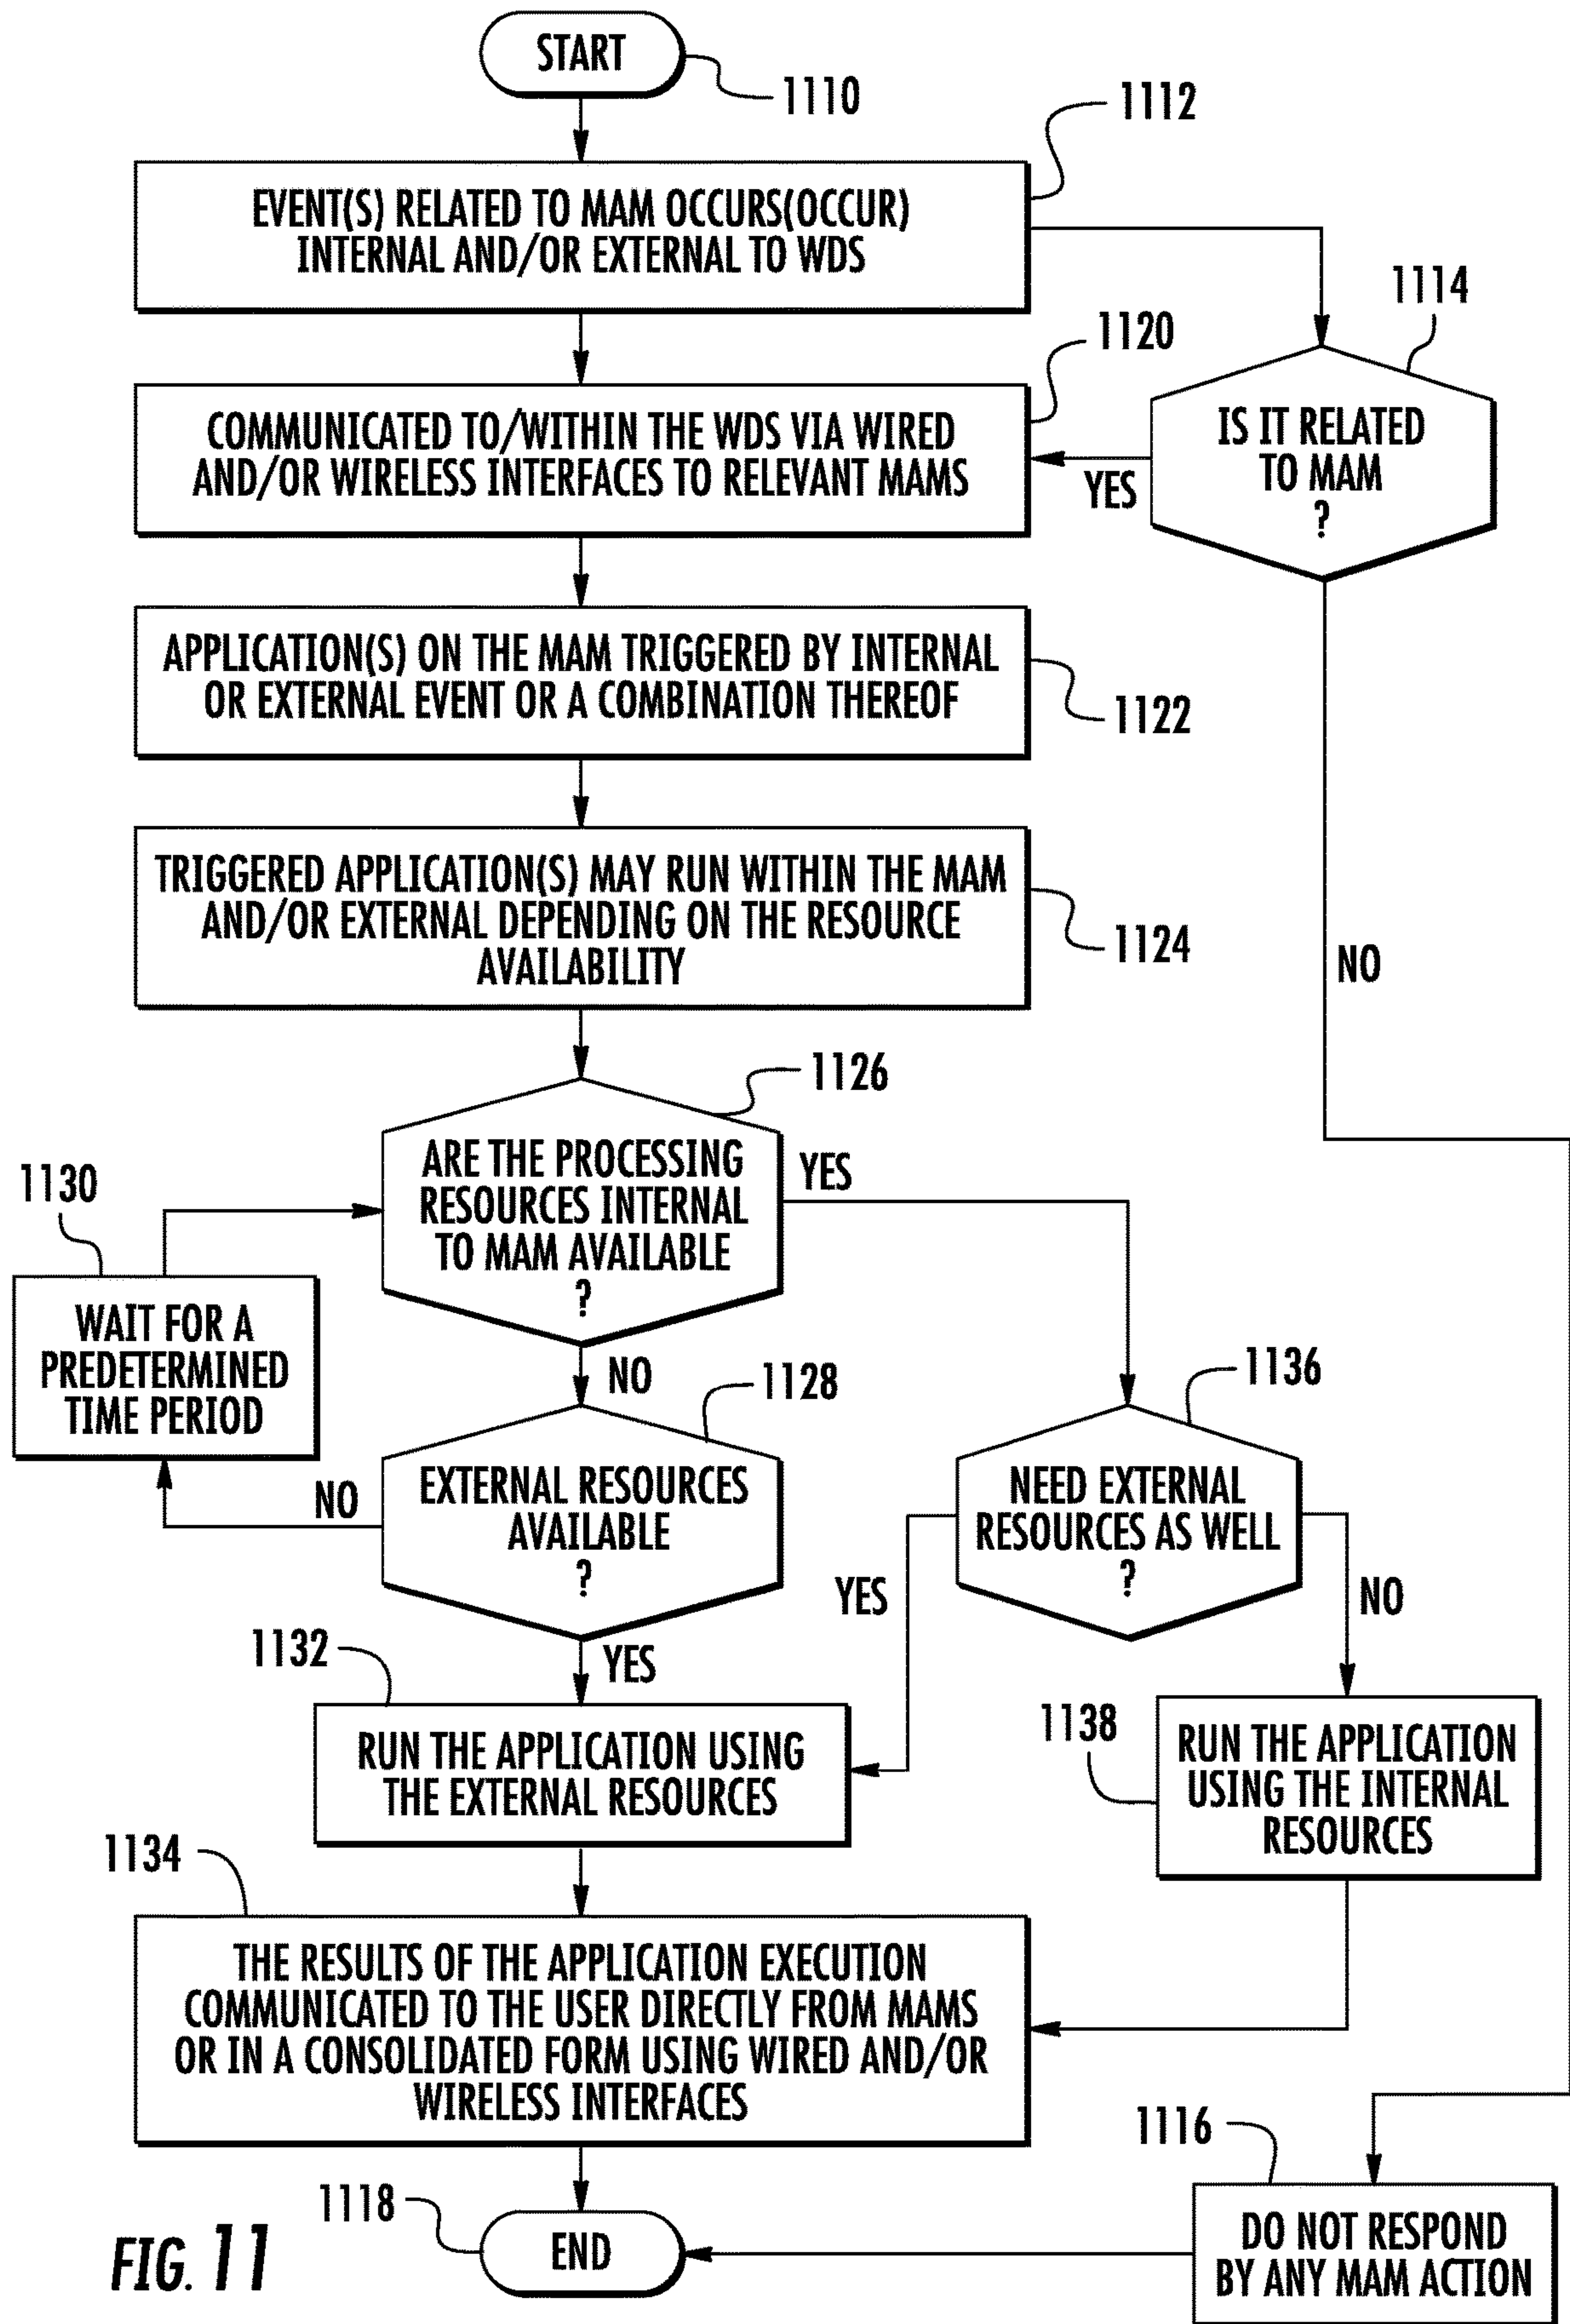 START
1110
1112
EVENT(S) RELATED TO MAM OCCURS(OCCUR)
INTERNAL AND/OR EXTERNAL TO WDS
1114
1120
IS IT RELATED
TO MAM
?
COMMUNICATED TO/WITHIN THE WDS VIA WIRED
AND/OR WIRELESS INTERFACES TO RELEVANT MAMS
YES
APPLICATION(S) ON THE MAM TRIGGERED BY INTERNAL
OR EXTERNAL EVENT OR A COMBINATION THEREOF
1122
TRIGGERED APPLICATION(S) MAY RUN WITHIN THE MAM
AND/OR EXTERNAL DEPENDING ON THE RESOURCE
AVAILABILITY
1124
NO
1126
ARE THE PROCESSING
RESOURCES INTERNAL
TO MAM AVAILABLE
?
YES
1130
WAIT FOR A
PREDETERMINED
TIME PERIOD
NO
1128
1136
EXTERNAL RESOURCES
AVAILABLE
?
NO
NEED EXTERNAL
RESOURCES AS WELL
?
YES
NO
1132
YES
RUN THE APPLICATION USING
THE EXTERNAL RESOURCES
1138
RUN THE APPLICATION
USING THE INTERNAL
RESOURCES
1134
THE RESULTS OF THE APPLICATION EXECUTION
COMMUNICATED TO THE USER DIRECTLY FROM MAMS
OR IN A CONSOLIDATED FORM USING WIRED AND/OR
WIRELESS INTERFACES
1116
1118
END
DO NOT RESPOND
BY ANY MAM ACTION
FIG. 11